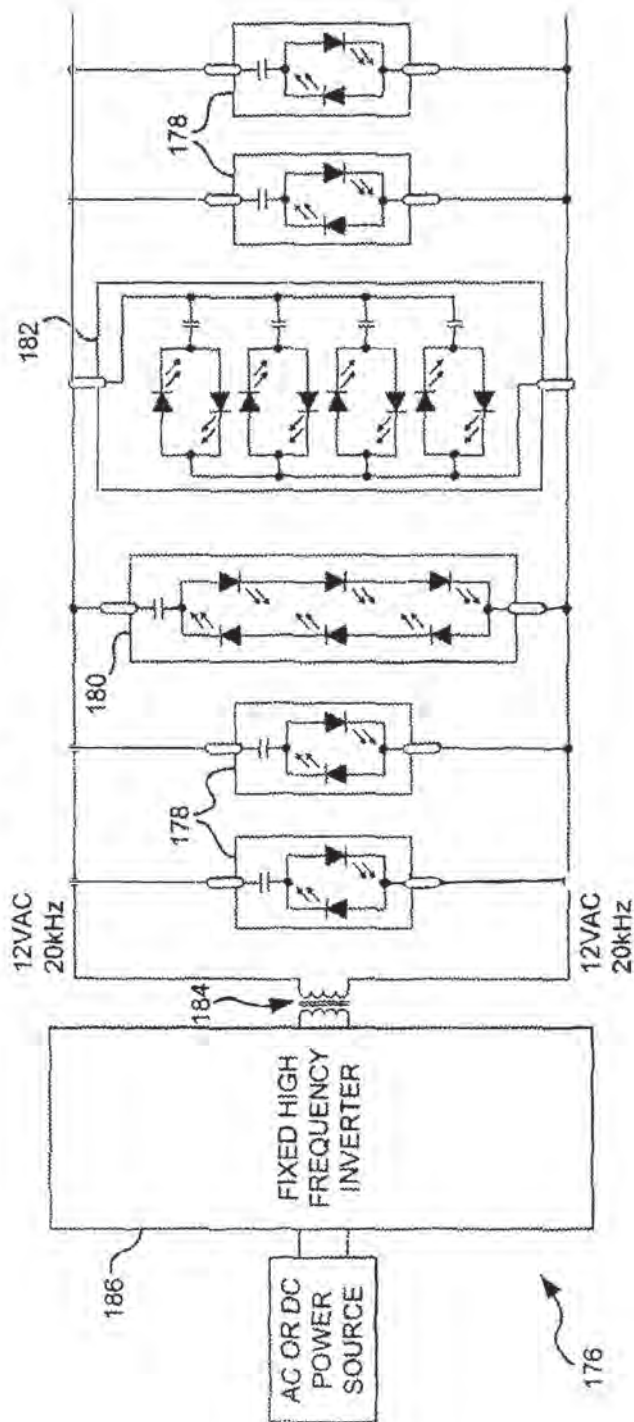 176
AC OR DC
POWER
SOURCE
186
FIXED HIGH
FREQUENCY
INVERTER
184
12VAC
20kHz
12VAC
20kHz
178
180
182
178